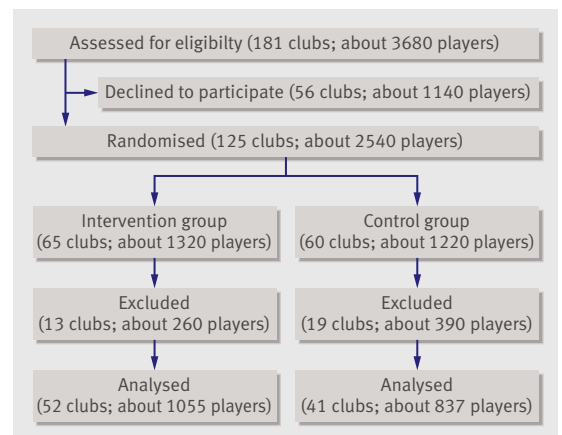 Assessed for eligibilty (181 clubs; about 3680 players)
Declined to participate (56 clubs; about 1140 players)
Randomised (125 clubs; about 2540 players)
Intervention group
(65 clubs; about 1320 players)
Control group
(60 clubs; about 1220 players)
Excluded
(13 clubs; about 260 players)
Excluded
(19 clubs; about 390 players)
Analysed
(52 clubs; about 1055 players)
Analysed
(41 clubs; about 837 players)